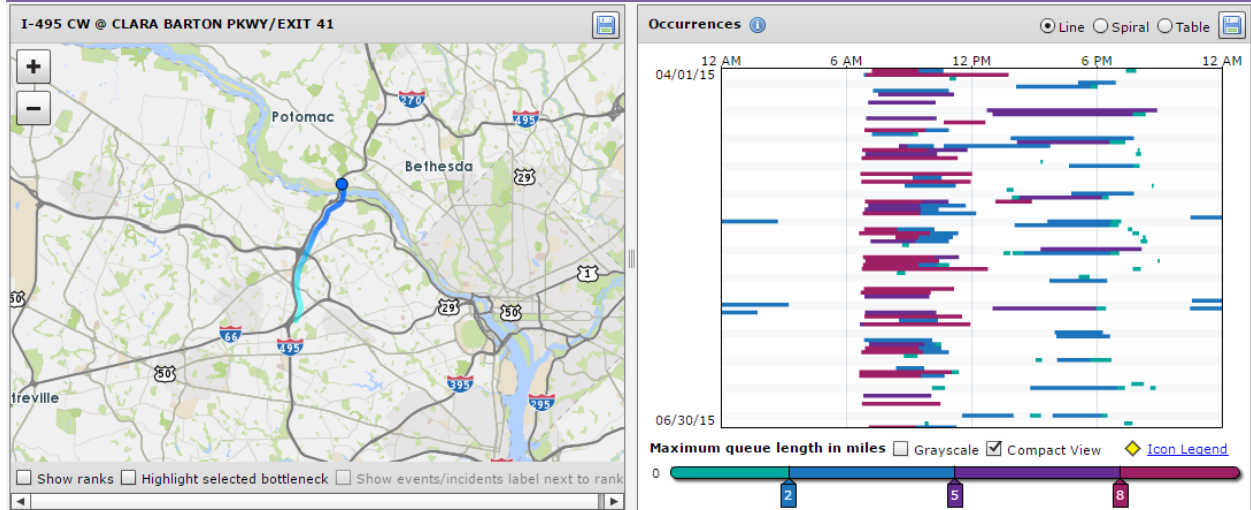 I-495 CW @ CLARA BARTON PKWY/EXIT 41
+
−
Potomac
270
495
Bethesda
29
1
50
29
50
66
495
50
395
295
treville
Show ranks Highlight selected bottleneck Show events/incidents label next to rank
Occurrences
Line Spiral Table
12 AM 6 AM 12 PM 6 PM 12 AM
04/01/15
06/30/15
Maximum queue length in miles Grayscale Compact View Icon Legend
0
2 5 8